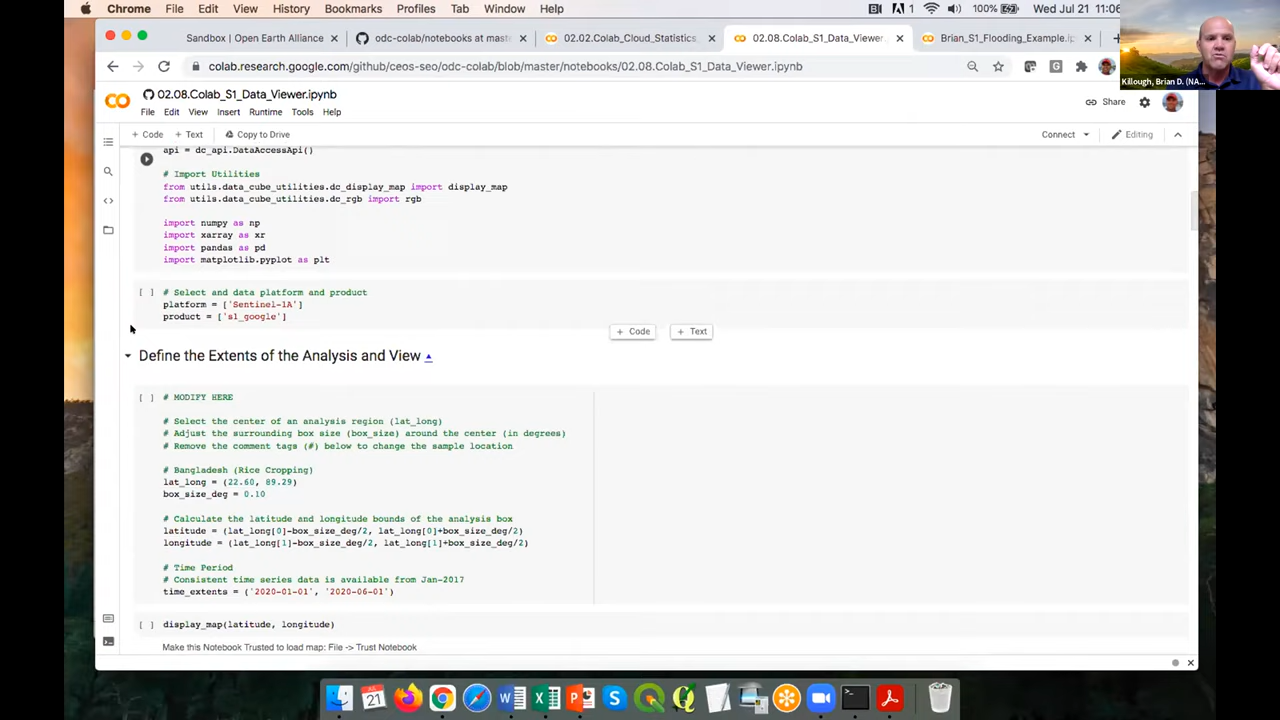 Chrome File Edit View History Bookmarks Profiles Tab Window Help 1 100% Wed Jul 21 11:06
Sandbox | Open Earth Alliance odc-colab/notebooks at mast 02.02.Colab_Cloud_Statistics 02.08.Colab_S1_Data_Viewer. Brian_S1_Flooding_Example.ip
colab.research.google.com/github/ceos-seo/odc-colab/blob/master/notebooks/02.08.Colab_S1_Data_Viewer.ipynb
Killough, Brian D. (NA...
02.08.Colab_S1_Data_Viewer.ipynb
Share
File Edit View Insert Runtime Tools Help
+ Code + Text Copy to Drive Connect Editing
api = dc_api.DataAccessApi()
# Import Utilities
from utils.data_cube_utilities.dc_display_map import display_map
from utils.data_cube_utilities.dc_rgb import rgb
import numpy as np
import xarray as xr
import pandas as pd
import matplotlib.pyplot as plt
[ ] # Select and data platform and product
platform = ['Sentinel-1A']
product = ['s1_google']
+ Code + Text
Define the Extents of the Analysis and View
[ ] # MODIFY HERE
# Select the center of an analysis region (lat_long)
# Adjust the surrounding box size (box_size) around the center (in degrees)
# Remove the comment tags (#) below to change the sample location
# Bangladesh (Rice Cropping)
lat_long = (22.60, 89.29)
box_size_deg = 0.10
# Calculate the latitude and longitude bounds of the analysis box
latitude = (lat_long[0]-box_size_deg/2, lat_long[0]+box_size_deg/2)
longitude = (lat_long[1]-box_size_deg/2, lat_long[1]+box_size_deg/2)
# Time Period
# Consistent time series data is available from Jan-2017
time_extents = ('2020-01-01', '2020-06-01')
[ ] display_map(latitude, longitude)
Make this Notebook Trusted to load map: File -> Trust Notebook